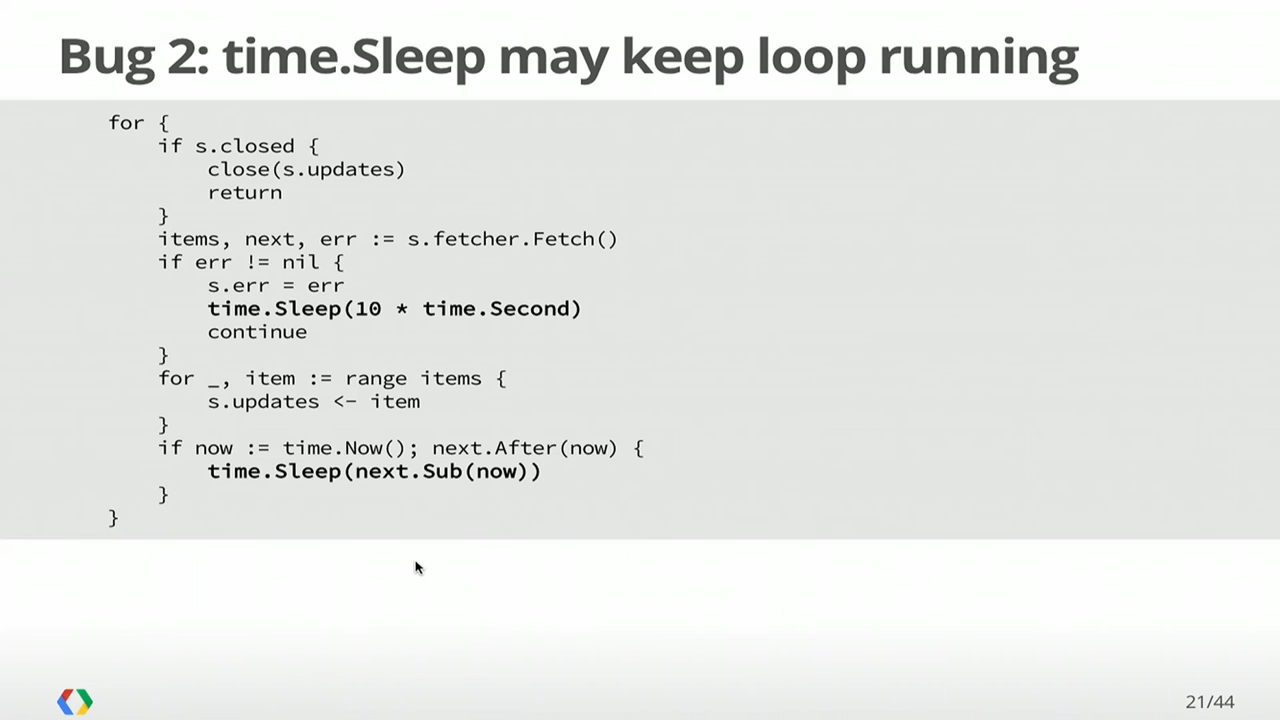 Bug 2: time.Sleep may keep loop running
for {
    if s.closed {
        close(s.updates)
        return
    }
    items, next, err := s.fetcher.Fetch()
    if err != nil {
        s.err = err
        time.Sleep(10 * time.Second)
        continue
    }
    for _, item := range items {
        s.updates <- item
    }
    if now := time.Now(); next.After(now) {
        time.Sleep(next.Sub(now))
    }
}
21/44